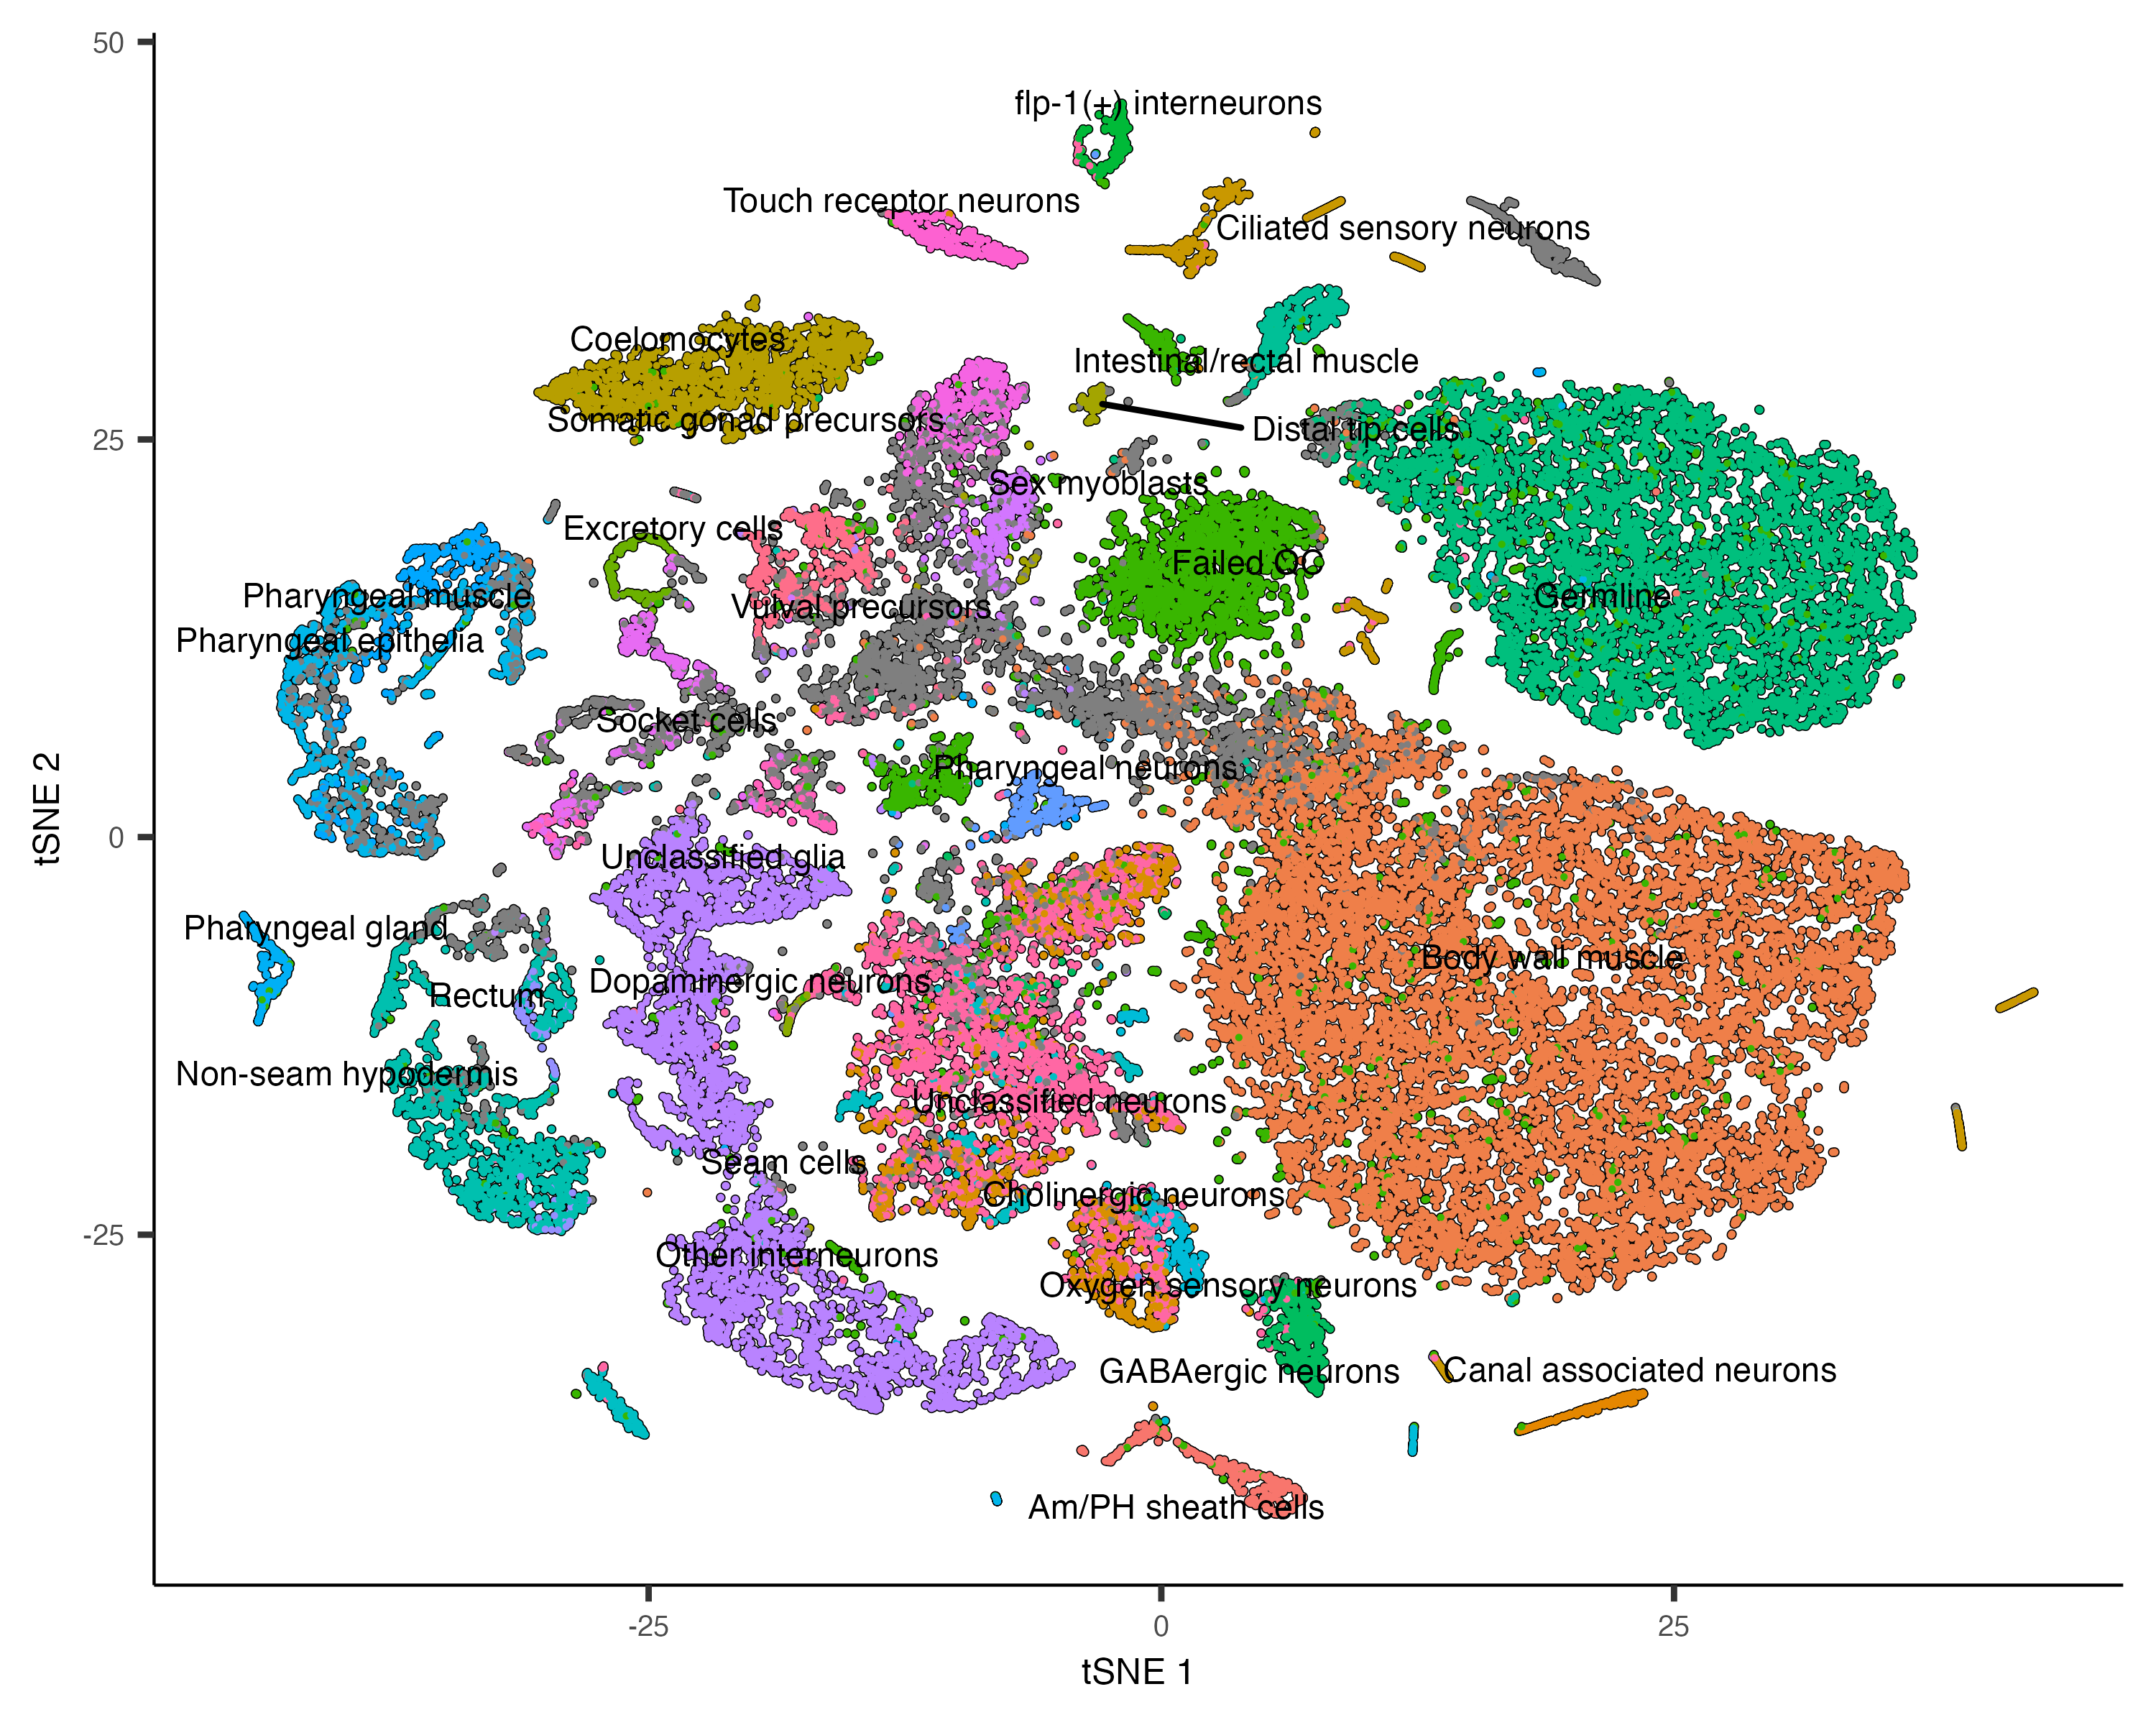 50
flp-1(+) interneurons
Touch receptor neurons
Ciliated sensory neurons
Coelomocytes
Intestinal/rectal muscle
Somatic gonad precursors
Distal tip cells
25
Sex myoblasts
Excretory cells
Failed QC
Pharyngeal muscle
Germline
Vulval precursors
Pharyngeal epithelia
Socket cells
Pharyngeal neurons
tSNE 2
0
Unclassified glia
Pharyngeal gland
Body wall muscle
Dopaminergic neurons
Rectum
Non-seam hypodermis
Unclassified neurons
Seam cells
Cholinergic neurons
-25
Other interneurons
Oxygen sensory neurons
GABAergic neurons
Canal associated neurons
Am/PH sheath cells
-25
0
25
tSNE 1